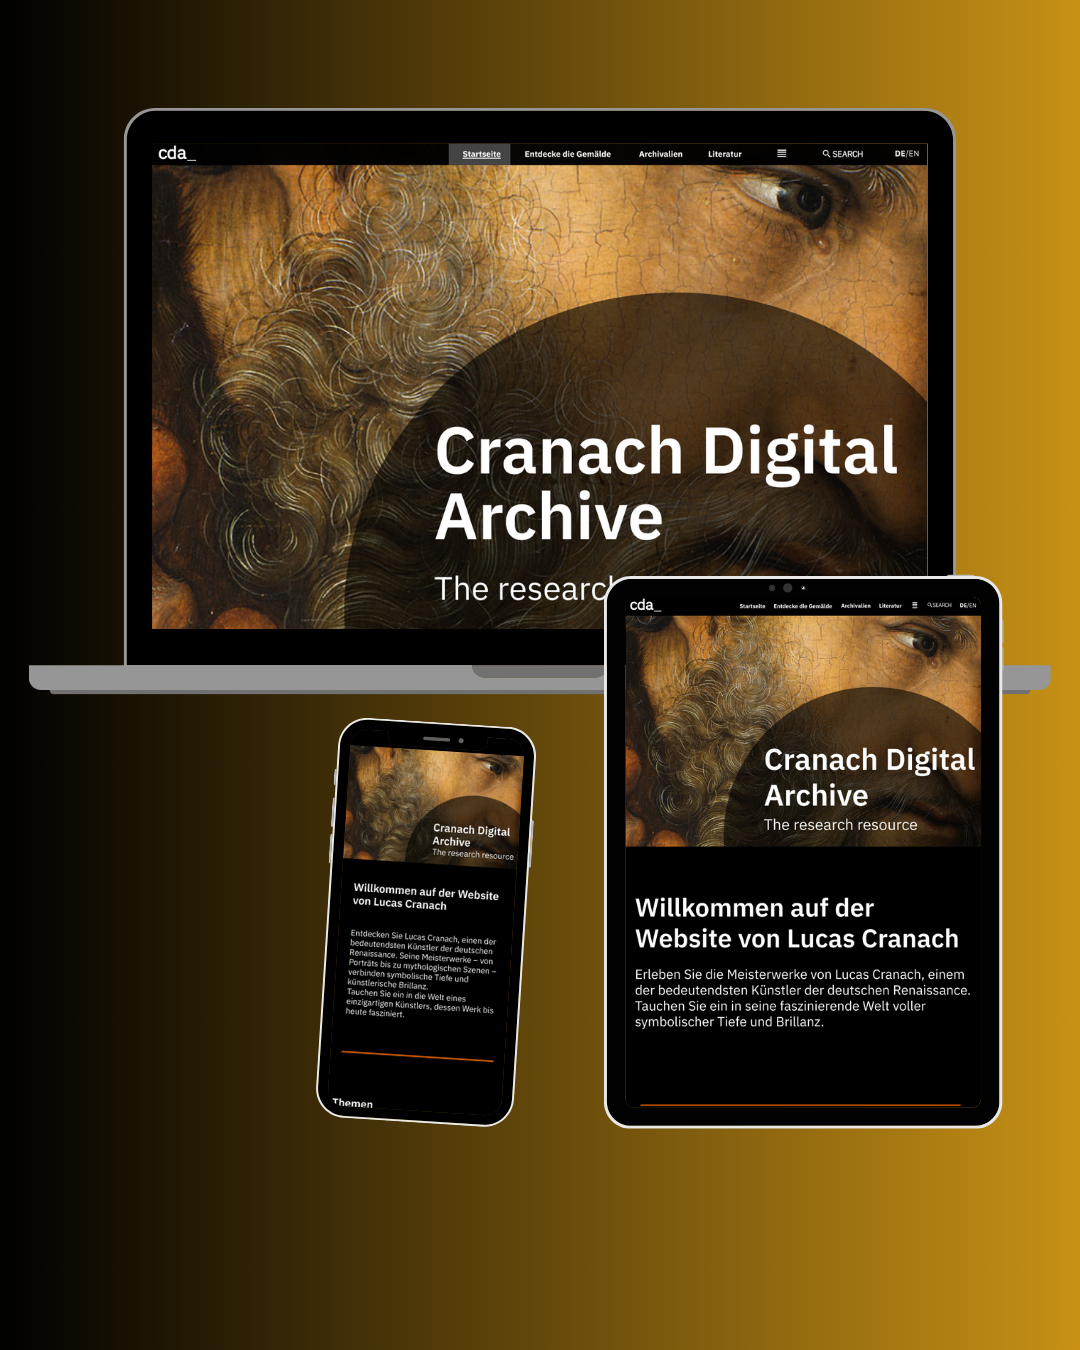 cda_
Startseite Entdecke die Gemälde Archivalien Literatur SEARCH DE/EN
Cranach Digital
Archive
The research
cda_
Startseite Entdecke die Gemälde Archivalien Literatur SEARCH DE/EN
Cranach Digital
Archive
The research resource
Willkommen auf der
Website von Lucas Cranach
Erleben Sie die Meisterwerke von Lucas Cranach, einem
der bedeutendsten Künstler der deutschen Renaissance.
Tauchen Sie ein in seine faszinierende Welt voller
symbolischer Tiefe und Brillanz.
Cranach Digital
Archive
The research resource
Willkommen auf der Website
von Lucas Cranach
Entdecken Sie Lucas Cranach, einen der
bedeutendsten Künstler der deutschen
Renaissance. Seine Meisterwerke – von
Porträts bis zu mythologischen Szenen –
verbinden symbolische Tiefe und
künstlerische Brillanz.
Tauchen Sie ein in die Welt eines
einzigartigen Künstlers, dessen Werk bis
heute fasziniert.
Themen